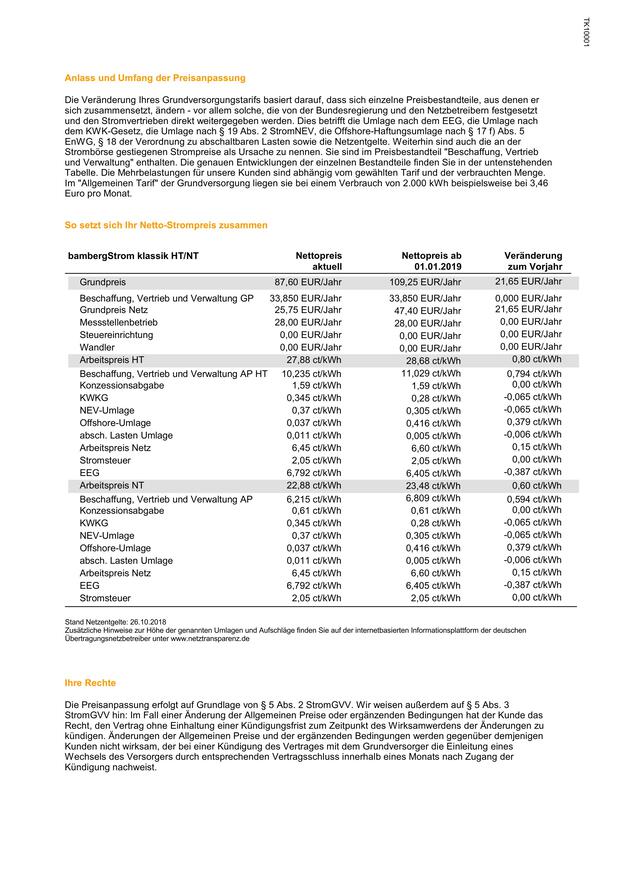 TK10001
Anlass und Umfang der Preisanpassung
Die Veränderung Ihres Grundversorgungstarifs basiert darauf, dass sich einzelne Preisbestandteile, aus denen er
sich zusammensetzt, ändern - vor allem solche, die von der Bundesregierung und den Netzbetreibern festgesetzt
und den Stromvertrieben direkt weitergegeben werden. Dies betrifft die Umlage nach dem EEG, die Umlage nach
dem KWK-Gesetz, die Umlage nach § 19 Abs. 2 StromNEV, die Offshore-Haftungsumlage nach § 17 f) Abs. 5
EnWG, § 18 der Verordnung zu abschaltbaren Lasten sowie die Netzentgelte. Weiterhin sind auch die an der
Strombörse gestiegenen Strompreise als Ursache zu nennen. Sie sind im Preisbestandteil "Beschaffung, Vertrieb
und Verwaltung" enthalten. Die genauen Entwicklungen der einzelnen Bestandteile finden Sie in der untenstehenden
Tabelle. Die Mehrbelastungen für unsere Kunden sind abhängig vom gewählten Tarif und der verbrauchten Menge.
Im "Allgemeinen Tarif" der Grundversorgung liegen sie bei einem Verbrauch von 2.000 kWh beispielsweise bei 3,46
Euro pro Monat.
So setzt sich Ihr Netto-Strompreis zusammen
bambergStrom klassik HT/NT Nettopreis Nettopreis ab Veränderung
aktuell 01.01.2019 zum Vorjahr
Grundpreis 87,60 EUR/Jahr 109,25 EUR/Jahr 21,65 EUR/Jahr
Beschaffung, Vertrieb und Verwaltung GP 33,850 EUR/Jahr 33,850 EUR/Jahr 0,000 EUR/Jahr
Grundpreis Netz 25,75 EUR/Jahr 47,40 EUR/Jahr 21,65 EUR/Jahr
Messstellenbetrieb 28,00 EUR/Jahr 28,00 EUR/Jahr 0,00 EUR/Jahr
Steuereinrichtung 0,00 EUR/Jahr 0,00 EUR/Jahr 0,00 EUR/Jahr
Wandler 0,00 EUR/Jahr 0,00 EUR/Jahr 0,00 EUR/Jahr
Arbeitspreis HT 27,88 ct/kWh 28,68 ct/kWh 0,80 ct/kWh
Beschaffung, Vertrieb und Verwaltung AP HT 10,235 ct/kWh 11,029 ct/kWh 0,794 ct/kWh
Konzessionsabgabe 1,59 ct/kWh 1,59 ct/kWh 0,00 ct/kWh
KWKG 0,345 ct/kWh 0,28 ct/kWh -0,065 ct/kWh
NEV-Umlage 0,37 ct/kWh 0,305 ct/kWh -0,065 ct/kWh
Offshore-Umlage 0,037 ct/kWh 0,416 ct/kWh 0,379 ct/kWh
absch. Lasten Umlage 0,011 ct/kWh 0,005 ct/kWh -0,006 ct/kWh
Arbeitspreis Netz 6,45 ct/kWh 6,60 ct/kWh 0,15 ct/kWh
Stromsteuer 2,05 ct/kWh 2,05 ct/kWh 0,00 ct/kWh
EEG 6,792 ct/kWh 6,405 ct/kWh -0,387 ct/kWh
Arbeitspreis NT 22,88 ct/kWh 23,48 ct/kWh 0,60 ct/kWh
Beschaffung, Vertrieb und Verwaltung AP 6,215 ct/kWh 6,809 ct/kWh 0,594 ct/kWh
Konzessionsabgabe 0,61 ct/kWh 0,61 ct/kWh 0,00 ct/kWh
KWKG 0,345 ct/kWh 0,28 ct/kWh -0,065 ct/kWh
NEV-Umlage 0,37 ct/kWh 0,305 ct/kWh -0,065 ct/kWh
Offshore-Umlage 0,037 ct/kWh 0,416 ct/kWh 0,379 ct/kWh
absch. Lasten Umlage 0,011 ct/kWh 0,005 ct/kWh -0,006 ct/kWh
Arbeitspreis Netz 6,45 ct/kWh 6,60 ct/kWh 0,15 ct/kWh
EEG 6,792 ct/kWh 6,405 ct/kWh -0,387 ct/kWh
Stromsteuer 2,05 ct/kWh 2,05 ct/kWh 0,00 ct/kWh
Stand Netzentgelte: 26.10.2018
Zusätzliche Hinweise zur Höhe der genannten Umlagen und Aufschläge finden Sie auf der internetbasierten Informationsplattform der deutschen
Übertragungsnetzbetreiber unter www.netztransparenz.de
Ihre Rechte
Die Preisanpassung erfolgt auf Grundlage von § 5 Abs. 2 StromGVV. Wir weisen außerdem auf § 5 Abs. 3
StromGVV hin: Im Fall einer Änderung der Allgemeinen Preise oder ergänzenden Bedingungen hat der Kunde das
Recht, den Vertrag ohne Einhaltung einer Kündigungsfrist zum Zeitpunkt des Wirksamwerdens der Änderungen zu
kündigen. Änderungen der Allgemeinen Preise und der ergänzenden Bedingungen werden gegenüber demjenigen
Kunden nicht wirksam, der bei einer Kündigung des Vertrages mit dem Grundversorger die Einleitung eines
Wechsels des Versorgers durch entsprechenden Vertragsschluss innerhalb eines Monats nach Zugang der
Kündigung nachweist.